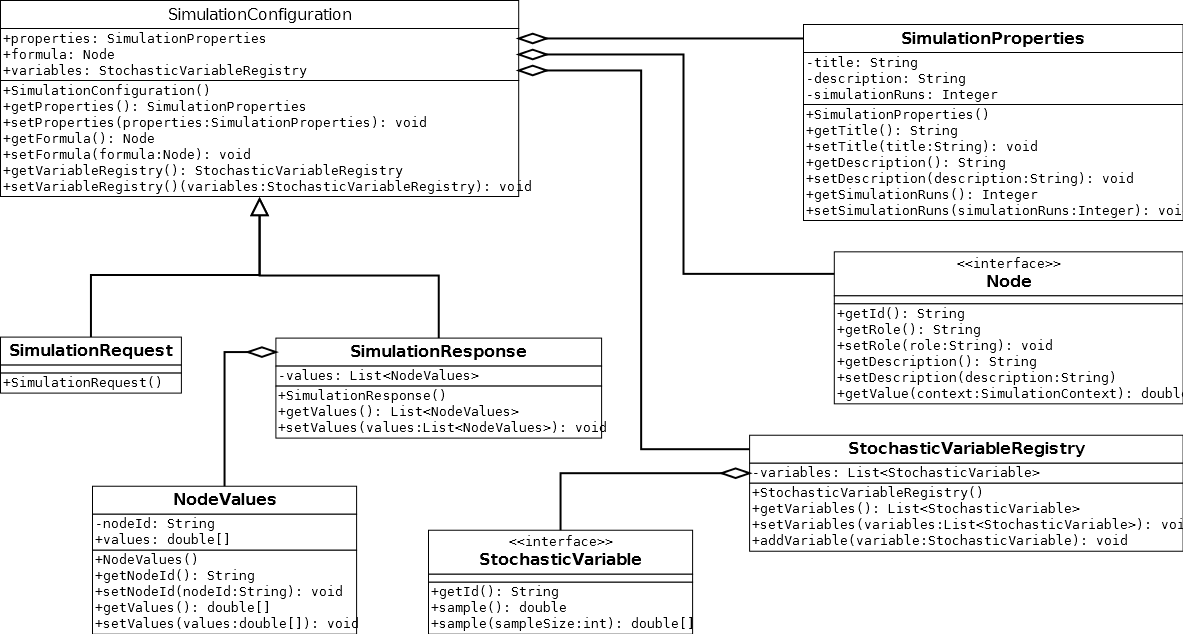 SimulationConfiguration
+properties: SimulationProperties
+formula: Node
+variables: StochasticVariableRegistry
+SimulationConfiguration()
+getProperties(): SimulationProperties
+setProperties(properties:SimulationProperties): void
+getFormula(): Node
+setFormula(formula:Node): void
+getVariableRegistry(): StochasticVariableRegistry
+setVariableRegistry()(variables:StochasticVariableRegistry): void
SimulationProperties
-title: String
-description: String
-simulationRuns: Integer
+SimulationProperties()
+getTitle(): String
+setTitle(title:String): void
+getDescription(): String
+setDescription(description:String): void
+getSimulationRuns(): Integer
+setSimulationRuns(simulationRuns:Integer): voi
<<interface>>
Node
+getId(): String
+getRole(): String
+setRole(role:String): void
+getDescription(): String
+setDescription(description:String)
+getValue(context:SimulationContext): double
SimulationRequest
+SimulationRequest()
SimulationResponse
-values: List<NodeValues>
+SimulationResponse()
+getValues(): List<NodeValues>
+setValues(values:List<NodeValues>): void
StochasticVariableRegistry
-variables: List<StochasticVariable>
+StochasticVariableRegistry()
+getVariables(): List<StochasticVariable>
+setVariables(variables:List<StochasticVariable>): voi
+addVariable(variable:StochasticVariable): void
NodeValues
-nodeId: String
+values: double[]
+NodeValues()
+getNodeId(): String
+setNodeId(nodeId:String): void
+getValues(): double[]
+setValues(values:double[]): void
<<interface>>
StochasticVariable
+getId(): String
+sample(): double
+sample(sampleSize:int): double[]